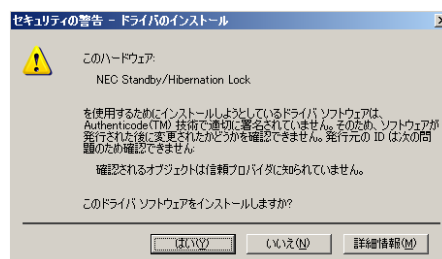 セキュリティの警告 - ドライバのインストール
このハードウェア:
NEC Standby/Hibernation Lock
を使用するためにインストールしようとしているドライバ ソフトウェアは、
Authenticode(TM) 技術で適切に署名されていません。そのため、ソフトウェアが
発行された後に変更されたかどうかを確認できません。発行元の ID は次の問
題のため確認できません:
確認されるオブジェクトは信頼プロバイダに知られていません。
このドライバ ソフトウェアをインストールしますか?
はい(Y)
いいえ(N)
詳細情報(M)